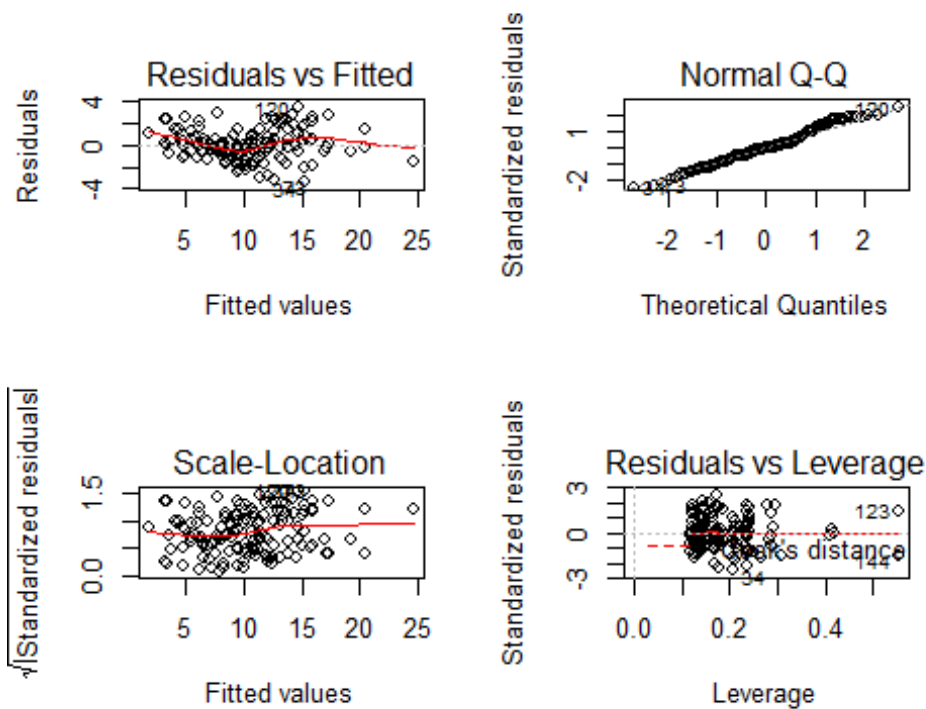 Residuals vs Fitted
Residuals
4
0
-4
120
5 10 15 20 25
Fitted values
Normal Q-Q
Standardized residuals
1
-2
120
-2 -1 0 1 2
Theoretical Quantiles
Scale-Location
√|Standardized residuals|
1.5
0.0
5 10 15 20 25
Fitted values
Residuals vs Leverage
Standardized residuals
3
0
-3
123
Cook's distance
144
34
0.0 0.2 0.4
Leverage